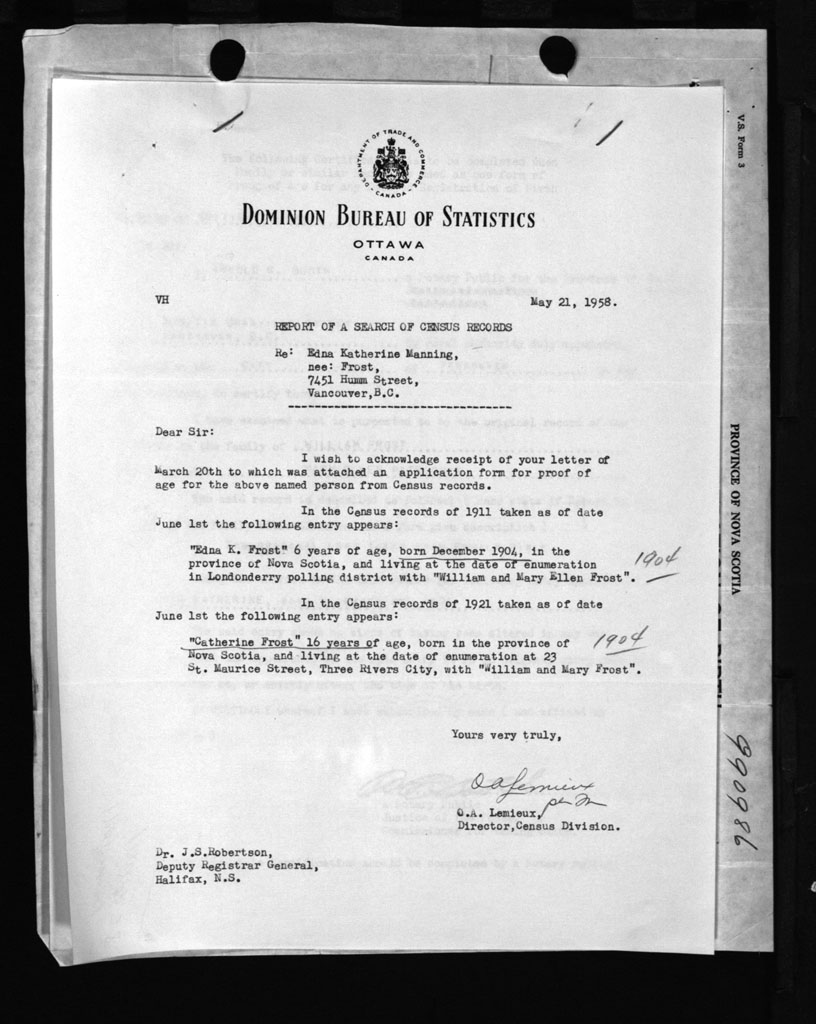 V.S. Form 3
DEPARTMENT OF TRADE AND COMMERCE
CANADA
DOMINION BUREAU OF STATISTICS
OTTAWA
CANADA
VH May 21, 1958.
REPORT OF A SEARCH OF CENSUS RECORDS
Re: Edna Katherine Manning,
nee: Frost,
7451 Humm Street,
Vancouver,B.C.
Dear Sir:
I wish to acknowledge receipt of your letter of
March 20th to which was attached an application form for proof of
age for the above named person from Census records.
In the Census records of 1911 taken as of date
June 1st the following entry appears:
"Edna K. Frost" 6 years of age, born December 1904, in the
province of Nova Scotia, and living at the date of enumeration
in Londonderry polling district with "William and Mary Ellen Frost".
1904
In the Census records of 1921 taken as of date
June 1st the following entry appears:
"Catherine Frost" 16 years of age, born in the province of
Nova Scotia, and living at the date of enumeration at 23
St. Maurice Street, Three Rivers City, with "William and Mary Frost".
1904
Yours very truly,
O A Lemieux
O.A. Lemieux,
Director,Census Division.
Dr. J.S.Robertson,
Deputy Registrar General,
Halifax, N.S.
PROVINCE OF NOVA SCOTIA
990986